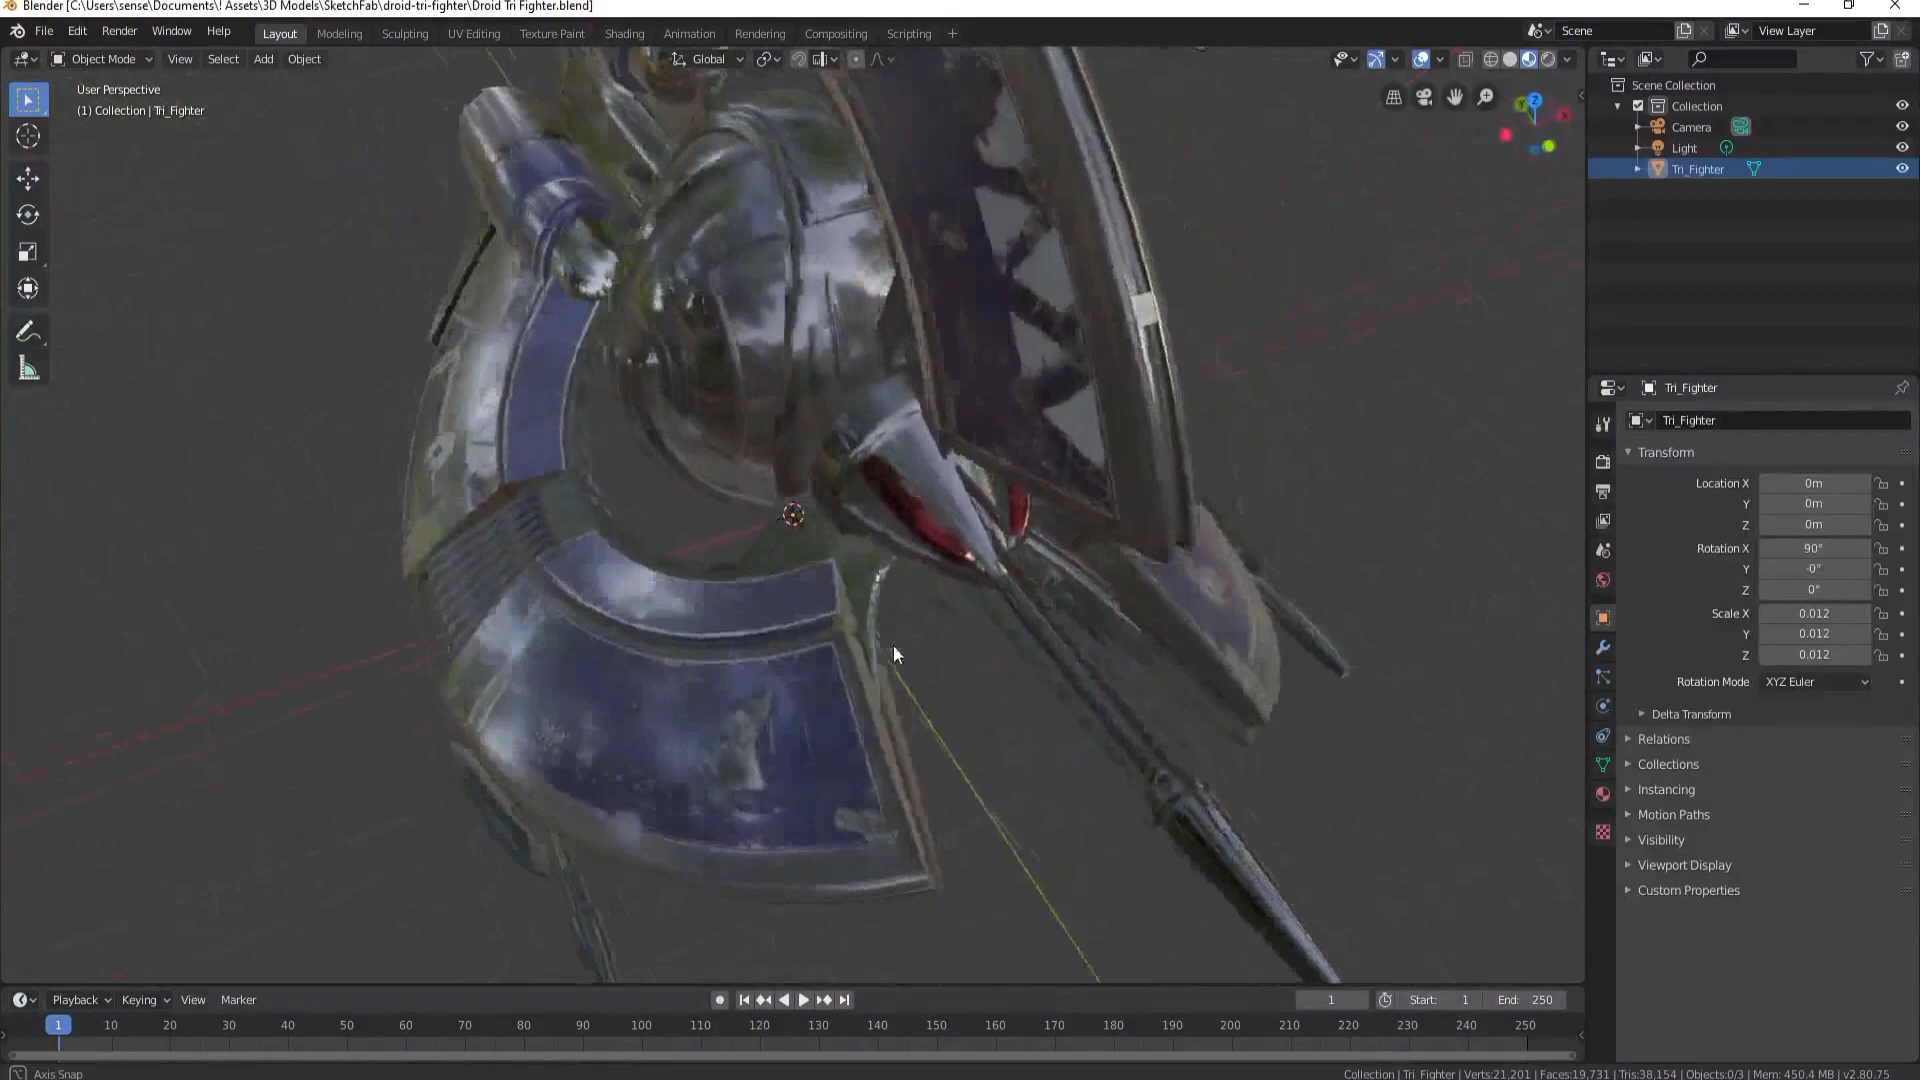 Blender [C:\Users\sense\Documents\! Assets\3D Models\SketchFab\droid-tri-fighter\Droid Tri Fighter.blend]
File Edit Render Window Help Layout Modeling Sculpting UV Editing Texture Paint Shading Animation Rendering Compositing Scripting + Scene View Layer
Object Mode View Select Add Object Global
User Perspective
(1) Collection | Tri_Fighter
Z
Y
X
Scene Collection
Collection
Camera
Light
Tri_Fighter
Tri_Fighter
Tri_Fighter
Transform
Location X 0m
Y 0m
Z 0m
Rotation X 90°
Y -0°
Z 0°
Scale X 0.012
Y 0.012
Z 0.012
Rotation Mode XYZ Euler
Delta Transform
Relations
Collections
Instancing
Motion Paths
Visibility
Viewport Display
Custom Properties
Playback Keying View Marker 1 Start: 1 End: 250
1 10 20 30 40 50 60 70 80 90 100 110 120 130 140 150 160 170 180 190 200 210 220 230 240 250
Axis Snap
Collection | Tri_Fighter | Verts:21,201 | Faces:19,731 | Tris:38,154 | Objects:0/3 | Mem: 450.4 MB | v2.80.75